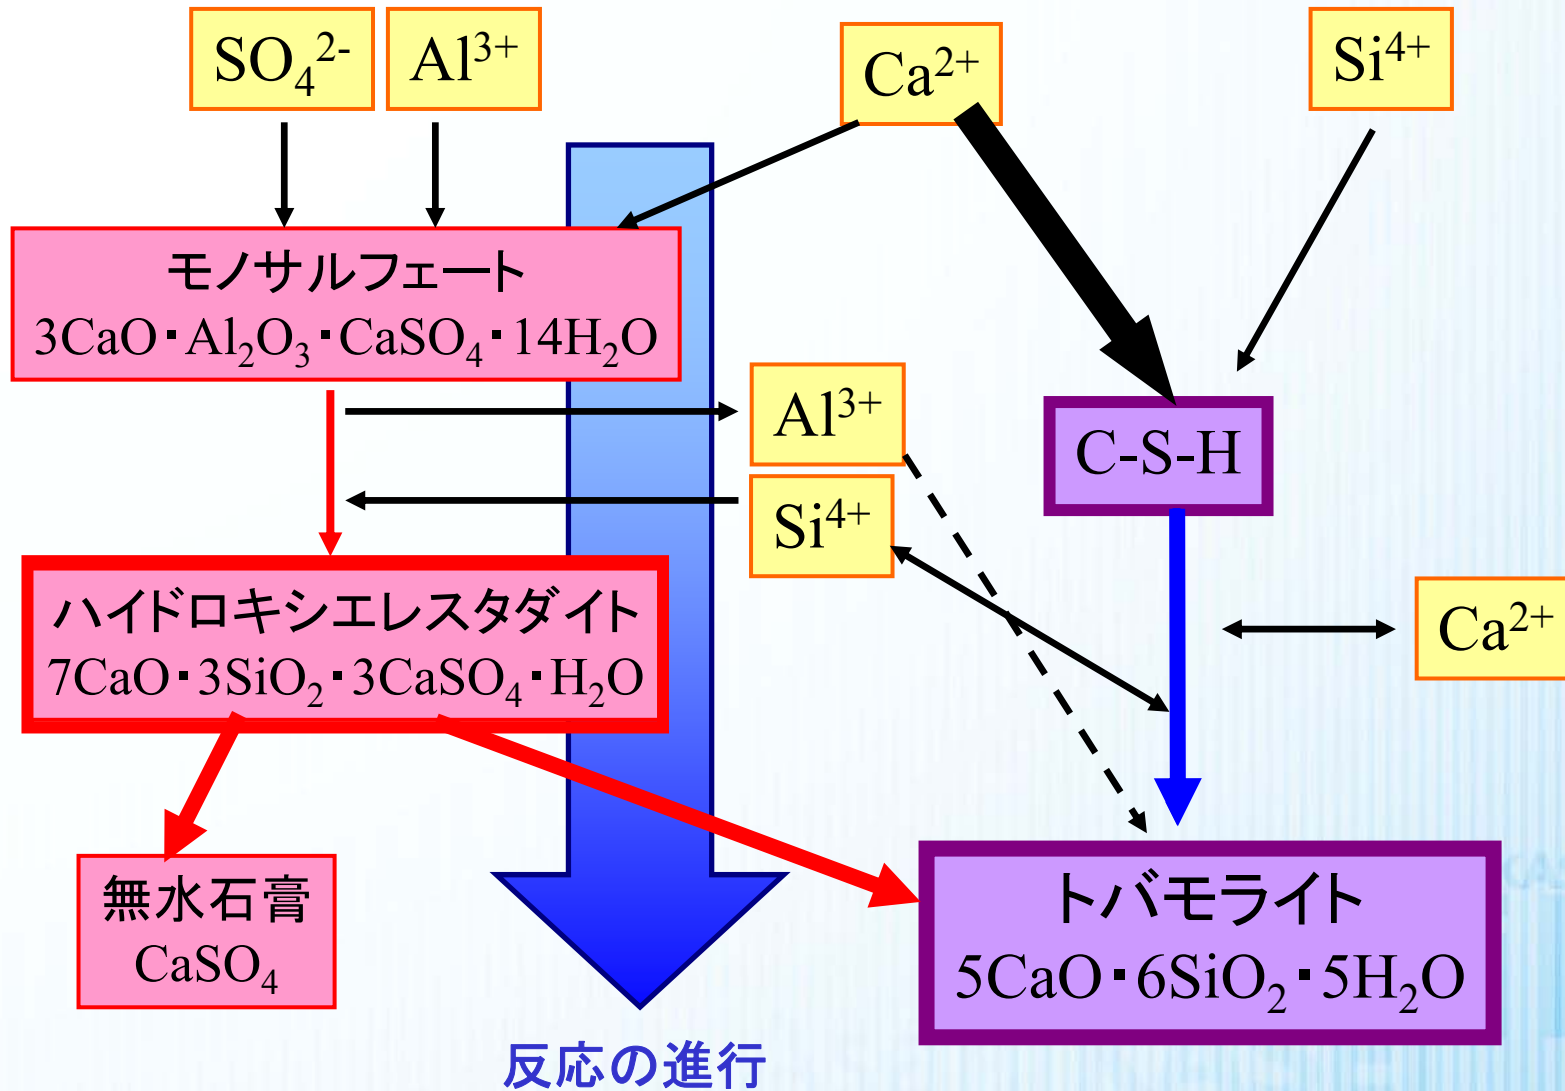 SO₄²⁻
Al³⁺
Ca²⁺
Si⁴⁺
モノサルフェート
3CaO・Al₂O₃・CaSO₄・14H₂O
Al³⁺
C-S-H
Si⁴⁺
ハイドロキシエレスタダイト
7CaO・3SiO₂・3CaSO₄・H₂O
Ca²⁺
無水石膏
CaSO₄
トバモライト
5CaO・6SiO₂・5H₂O
反応の進行